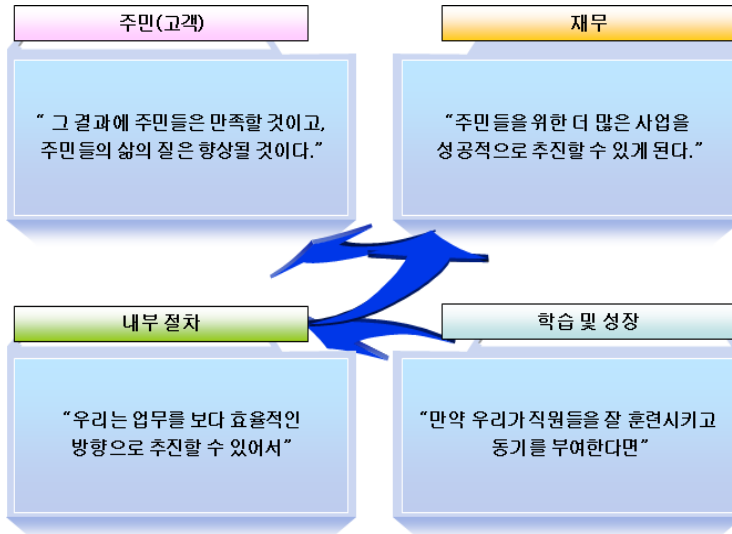 주민(고객)
“ 그 결과에 주민들은 만족할 것이고,
주민들의 삶의 질은 향상될 것이다.”
재무
“주민들을 위한 더 많은 사업을
성공적으로 추진할 수 있게 된다.”
내부 절차
“우리는 업무를 보다 효율적인
방향으로 추진할 수 있어서”
학습 및 성장
“만약 우리가 직원들을 잘 훈련시키고
동기를 부여한다면”